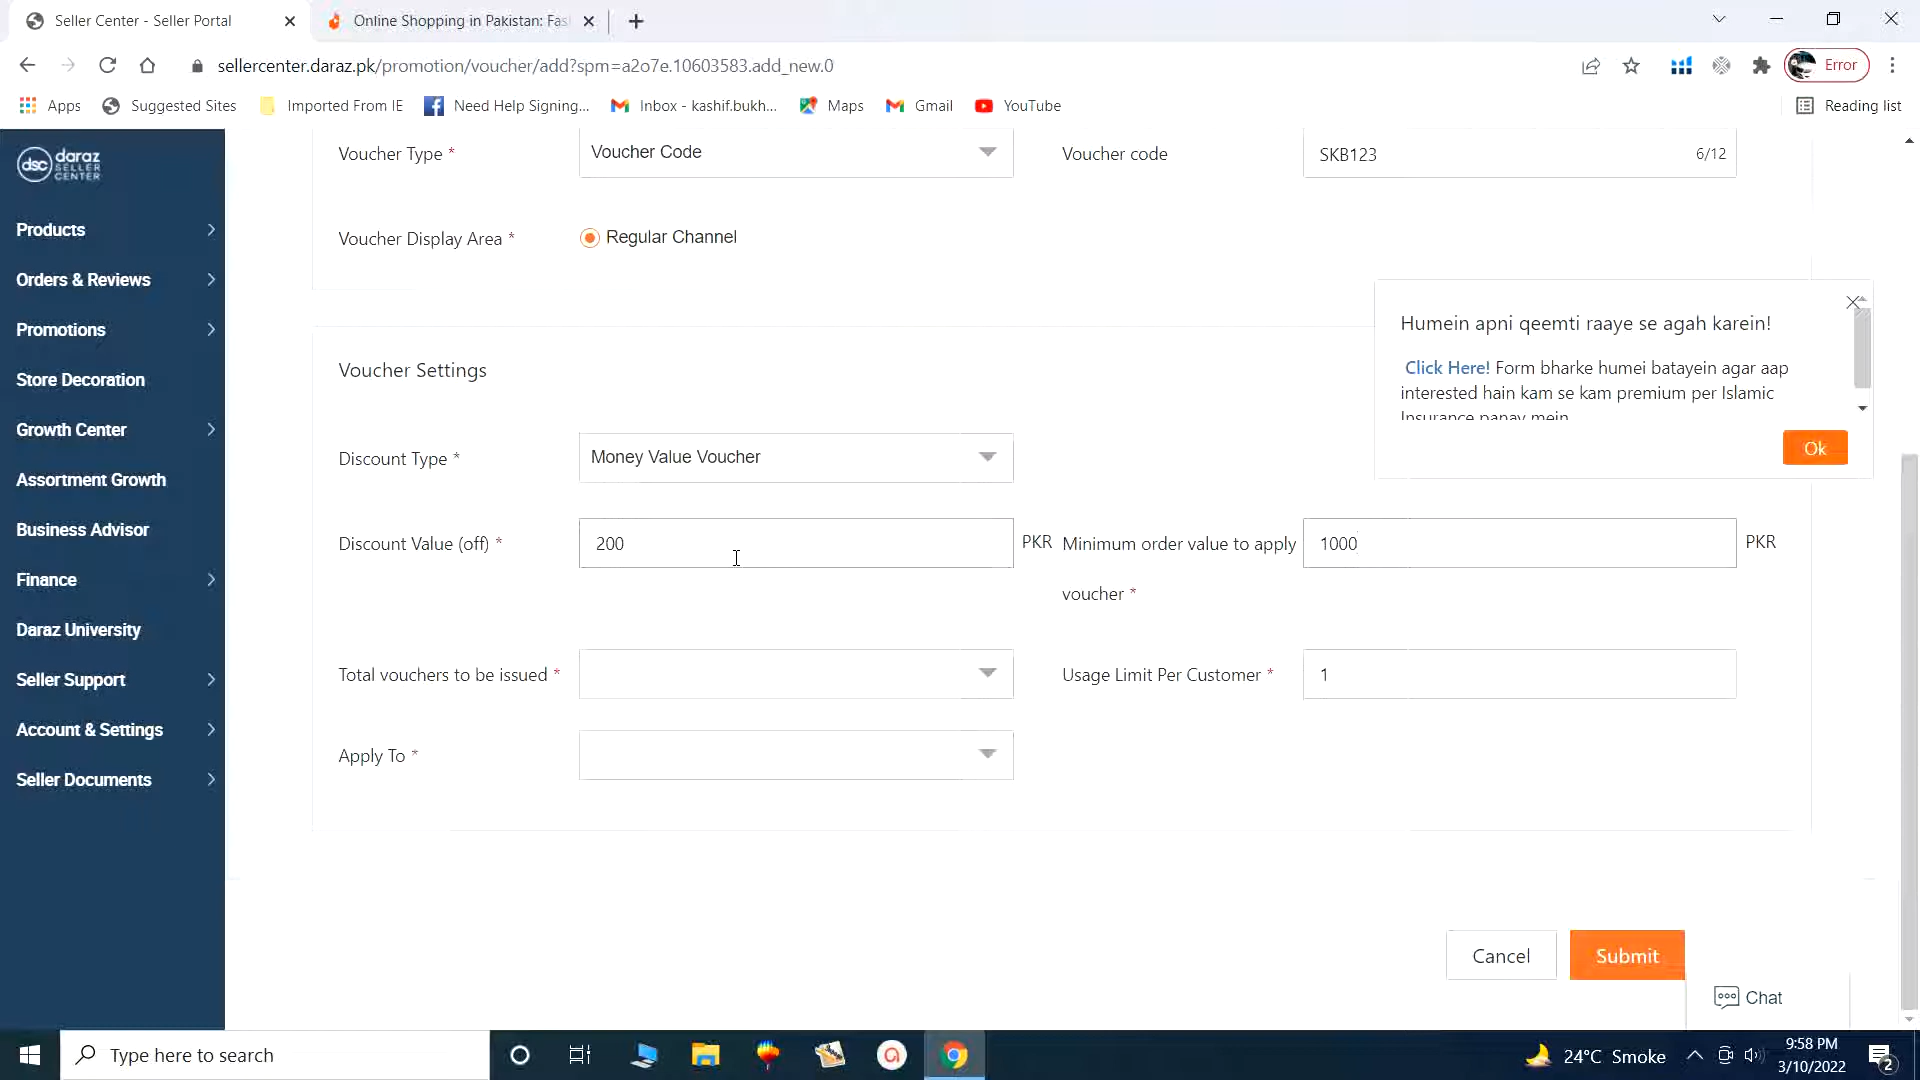 Seller Center - Seller Portal
Online Shopping in Pakistan: Fas
sellercenter.daraz.pk/promotion/voucher/add?spm=a2o7e.10603583.add_new.0
Error
Apps
Suggested Sites
Imported From IE
Need Help Signing...
Inbox - kashif.bukh...
Maps
Gmail
YouTube
Reading list
dsc daraz SELLER CENTER
Products
Orders & Reviews
Promotions
Store Decoration
Growth Center
Assortment Growth
Business Advisor
Finance
Daraz University
Seller Support
Account & Settings
Seller Documents
Voucher Type *
Voucher Code
Voucher code
SKB123
6/12
Voucher Display Area *
Regular Channel
Humein apni qeemti raaye se agah karein!
Click Here! Form bharke humei batayein agar aap
interested hain kam se kam premium per Islamic
Insurance panay mein
Ok
Voucher Settings
Discount Type *
Money Value Voucher
Discount Value (off) *
200
PKR
Minimum order value to apply
voucher *
1000
PKR
Total vouchers to be issued *
Usage Limit Per Customer *
1
Apply To *
Cancel
Submit
Chat
Type here to search
24°C Smoke
9:58 PM
3/10/2022
2